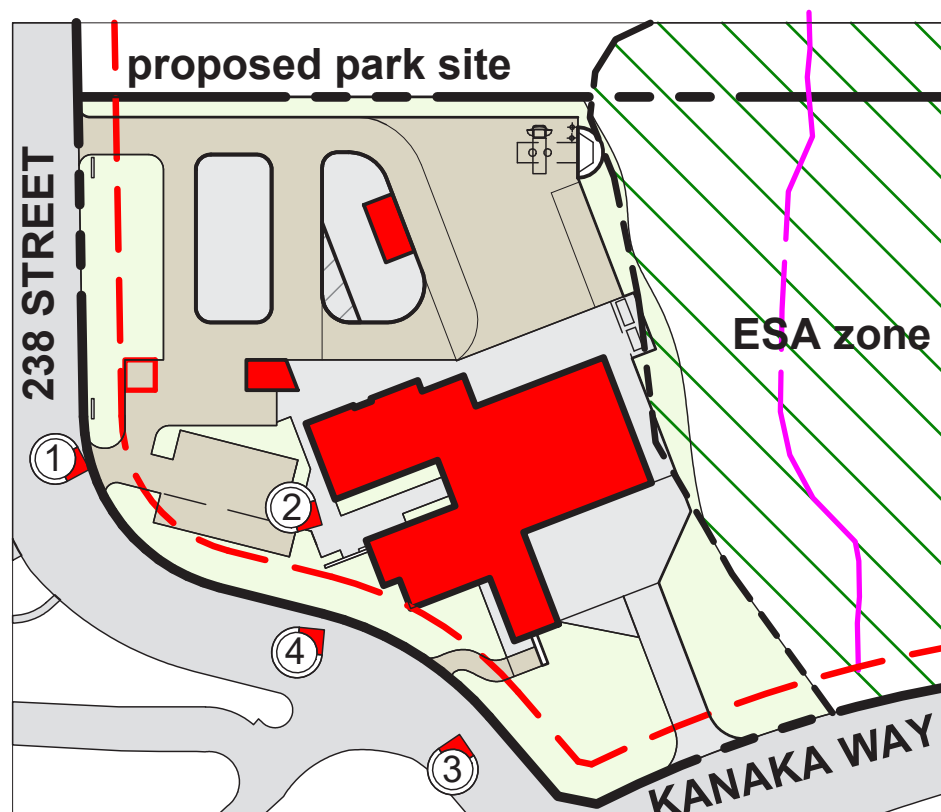 proposed park site
238 STREET
ESA zone
1
2
4
3
KANAKA WAY